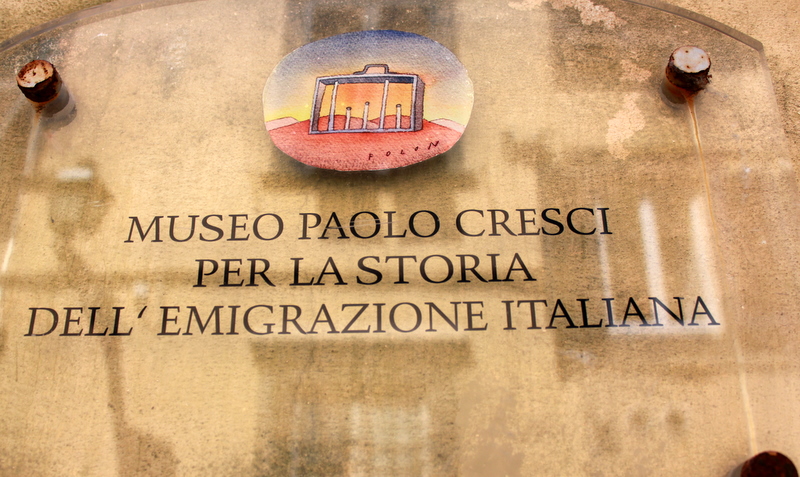 FOLON
MUSEO PAOLO CRESCI
PER LA STORIA
DELL' EMIGRAZIONE ITALIANA